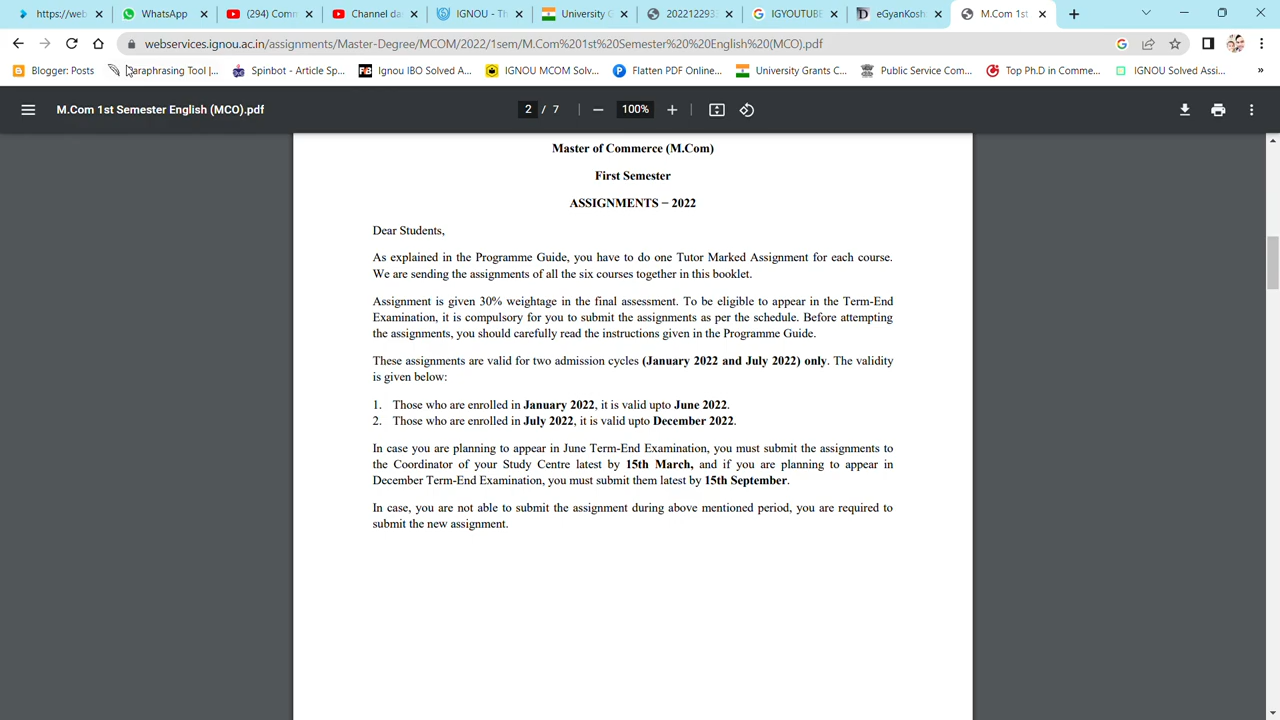 https://web
WhatsApp
(294) Com
Channel da
IGNOU - Th
University G
2022122933
IGYOUTUBE
eGyanKosh
M.Com 1st
webservices.ignou.ac.in/assignments/Master-Degree/MCOM/2022/1sem/M.Com%201st%20Semester%20%20English%20(MCO).pdf
Blogger: Posts
Paraphrasing Tool |...
Spinbot - Article Sp...
Ignou IBO Solved A...
IGNOU MCOM Solv...
Flatten PDF Online...
University Grants C...
Public Service Com...
Top Ph.D in Comme...
IGNOU Solved Assi...
»
M.Com 1st Semester English (MCO).pdf
2 / 7
100%
Master of Commerce (M.Com)
First Semester
ASSIGNMENTS – 2022
Dear Students,
As explained in the Programme Guide, you have to do one Tutor Marked Assignment for each course.
We are sending the assignments of all the six courses together in this booklet.
Assignment is given 30% weightage in the final assessment. To be eligible to appear in the Term-End
Examination, it is compulsory for you to submit the assignments as per the schedule. Before attempting
the assignments, you should carefully read the instructions given in the Programme Guide.
These assignments are valid for two admission cycles (January 2022 and July 2022) only. The validity
is given below:
1. Those who are enrolled in January 2022, it is valid upto June 2022.
2. Those who are enrolled in July 2022, it is valid upto December 2022.
In case you are planning to appear in June Term-End Examination, you must submit the assignments to
the Coordinator of your Study Centre latest by 15th March, and if you are planning to appear in
December Term-End Examination, you must submit them latest by 15th September.
In case, you are not able to submit the assignment during above mentioned period, you are required to
submit the new assignment.